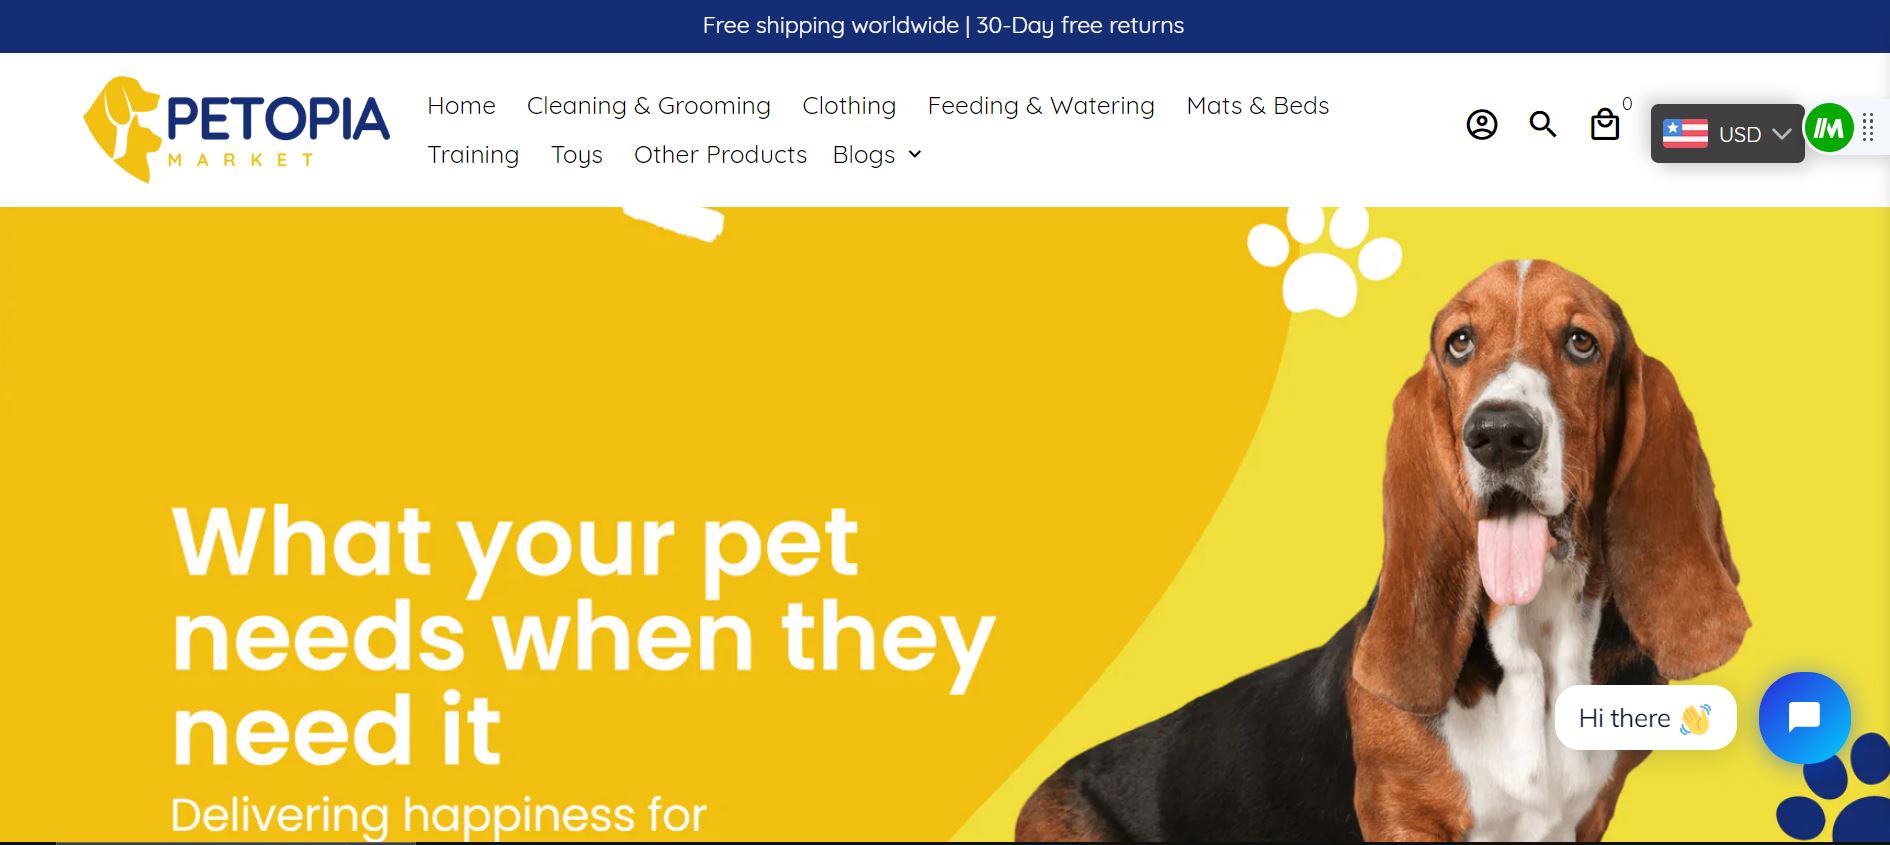 Free shipping worldwide | 30-Day free returns
PETOPIA
MARKET
Home Cleaning & Grooming Clothing Feeding & Watering Mats & Beds
Training Toys Other Products Blogs
0
USD
What your pet
needs when they
need it
Delivering happiness for
Hi there 👋